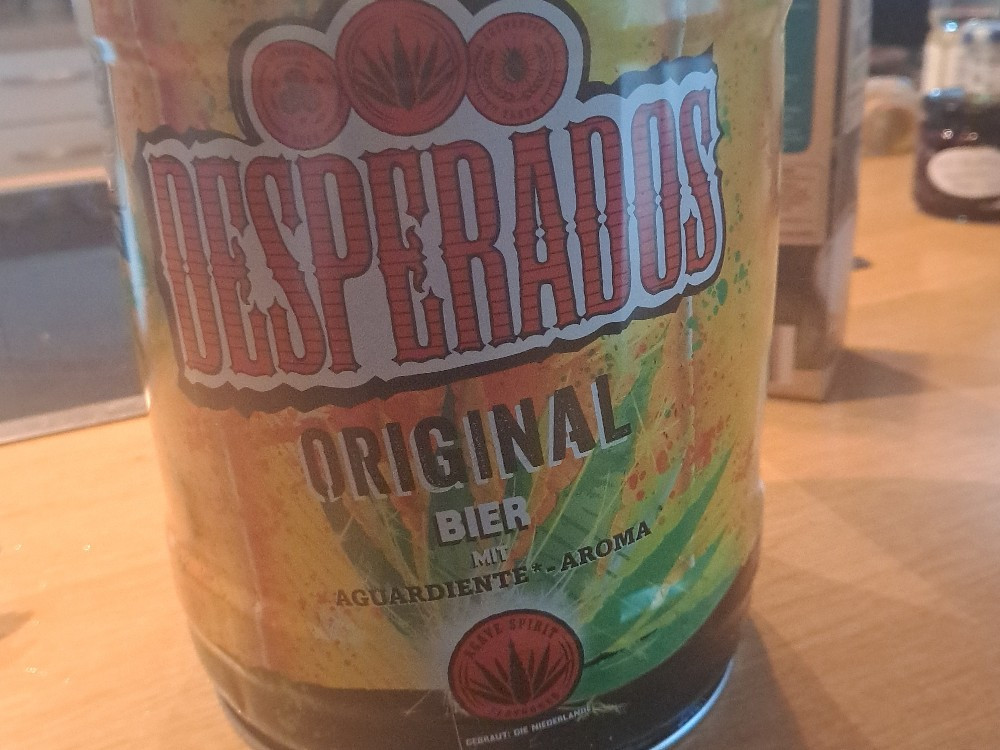 DESPERADOS
ORIGINAL
BIER
MIT
AGUARDIENTE*-AROMA
AGAVE SPIRIT
GEBRAUT: DIE NIEDERLANDE